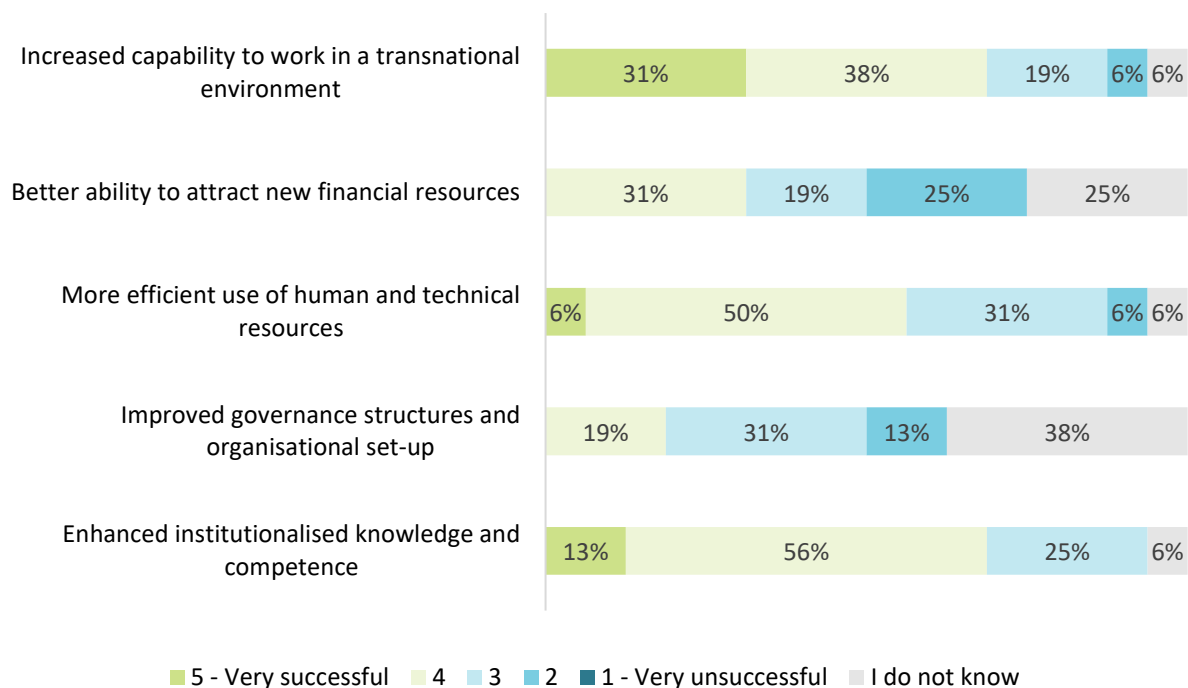 Increased capability to work in a transnational
environment
31% 38% 19% 6% 6%
Better ability to attract new financial resources
31% 19% 25% 25%
More efficient use of human and technical
resources
6% 50% 31% 6% 6%
Improved governance structures and
organisational set-up
19% 31% 13% 38%
Enhanced institutionalised knowledge and
competence
13% 56% 25% 6%
5 - Very successful 4 3 2 1 - Very unsuccessful I do not know